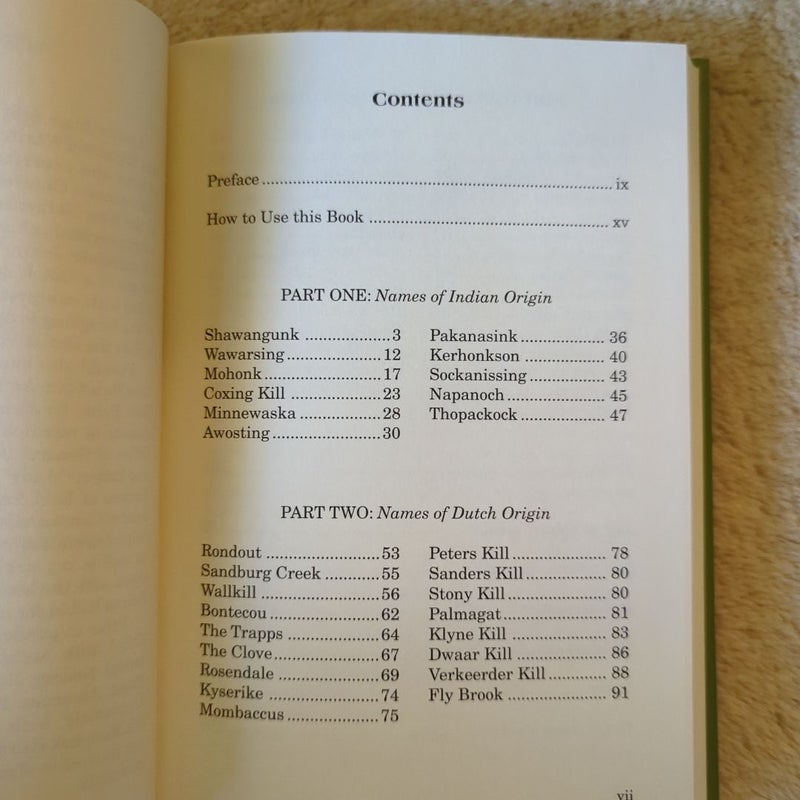 Contents
Preface ........ ix
How to Use this Book ........ xv
PART ONE: Names of Indian Origin
Shawangunk ........ 3
Wawarsing ........ 12
Mohonk ........ 17
Coxing Kill ........ 23
Minnewaska ........ 28
Awosting ........ 30
Pakanasink ........ 36
Kerhonkson ........ 40
Sockanissing ........ 43
Napanoch ........ 45
Thopackock ........ 47
PART TWO: Names of Dutch Origin
Rondout ........ 53
Sandburg Creek ........ 55
Wallkill ........ 56
Bontecou ........ 62
The Trapps ........ 64
The Clove ........ 67
Rosendale ........ 69
Kyserike ........ 74
Mombaccus ........ 75
Peters Kill ........ 78
Sanders Kill ........ 80
Stony Kill ........ 80
Palmagat ........ 81
Klyne Kill ........ 83
Dwaar Kill ........ 86
Verkeerder Kill ........ 88
Fly Brook ........ 91
vii